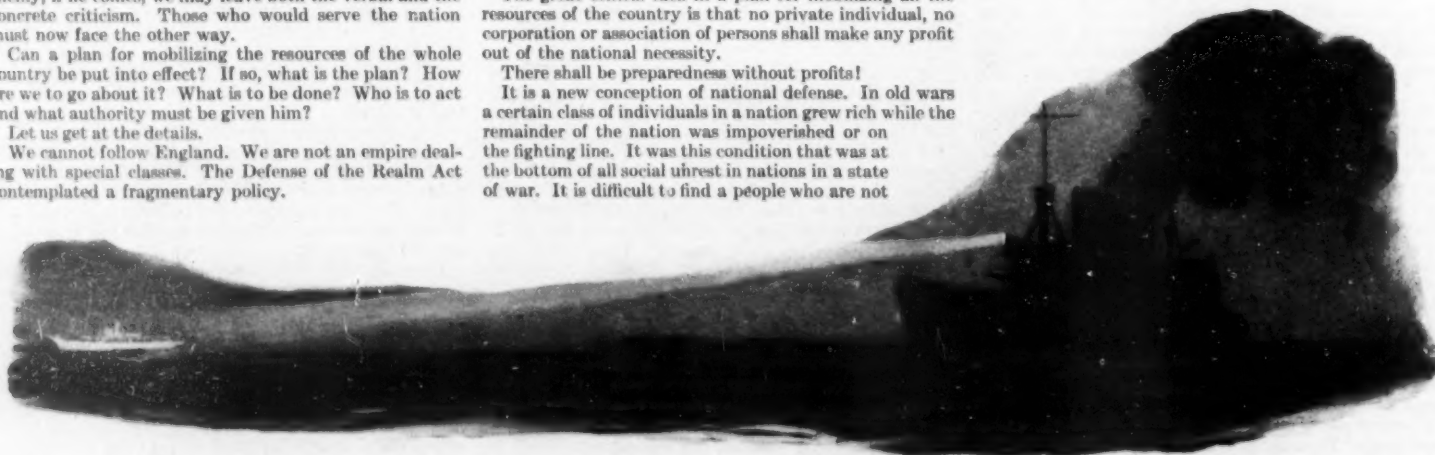 concrete criticism. Those who would serve the nation
must now face the other way.
Can a plan for mobilizing the resources of the whole
country be put into effect? If so, what is the plan? How
are we to go about it? What is to be done? Who is to act
and what authority must be given him?
Let us get at the details.
We cannot follow England. We are not an empire deal-
ing with special classes. The Defense of the Realm Act
contemplated a fragmentary policy.
resources of the country is that no private individual, no
corporation or association of persons shall make any profit
out of the national necessity.
There shall be preparedness without profits!
It is a new conception of national defense. In old wars
a certain class of individuals in a nation grew rich while the
remainder of the nation was impoverished or on
the fighting line. It was this condition that was at
the bottom of all social uhrest in nations in a state
of war. It is difficult to find a people who are not